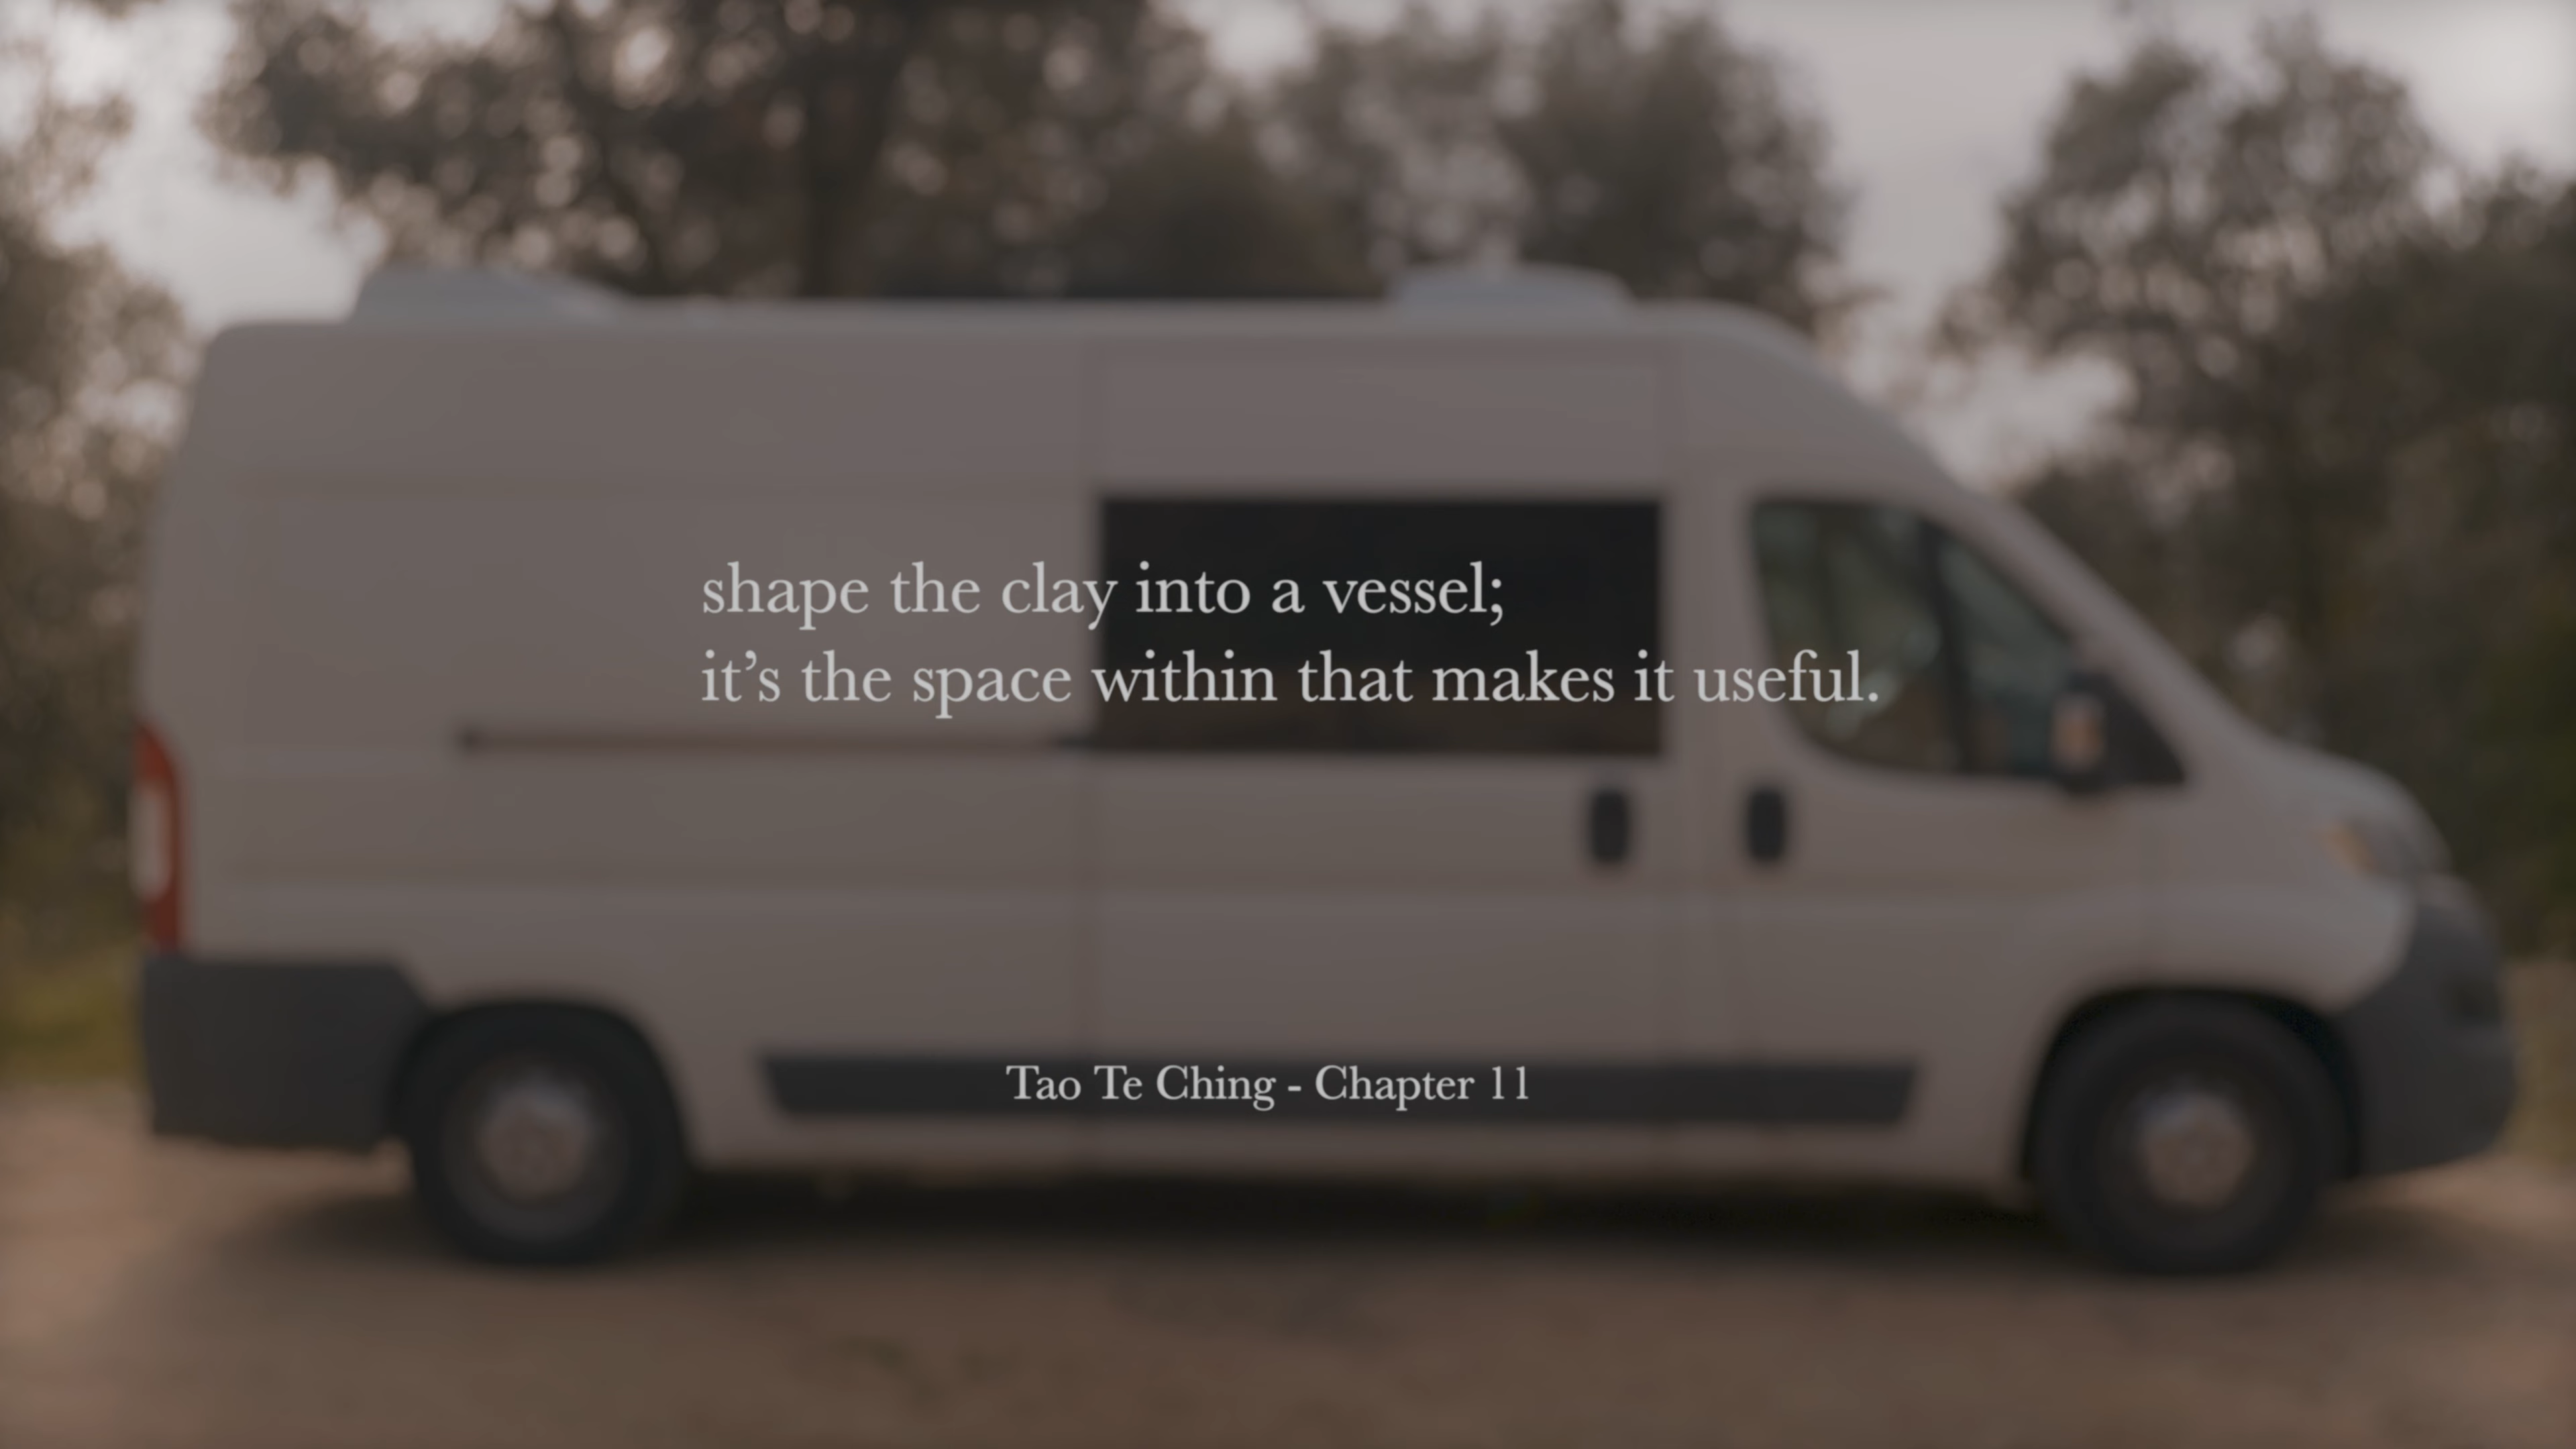 shape the clay into a vessel;
it’s the space within that makes it useful.
Tao Te Ching - Chapter 11